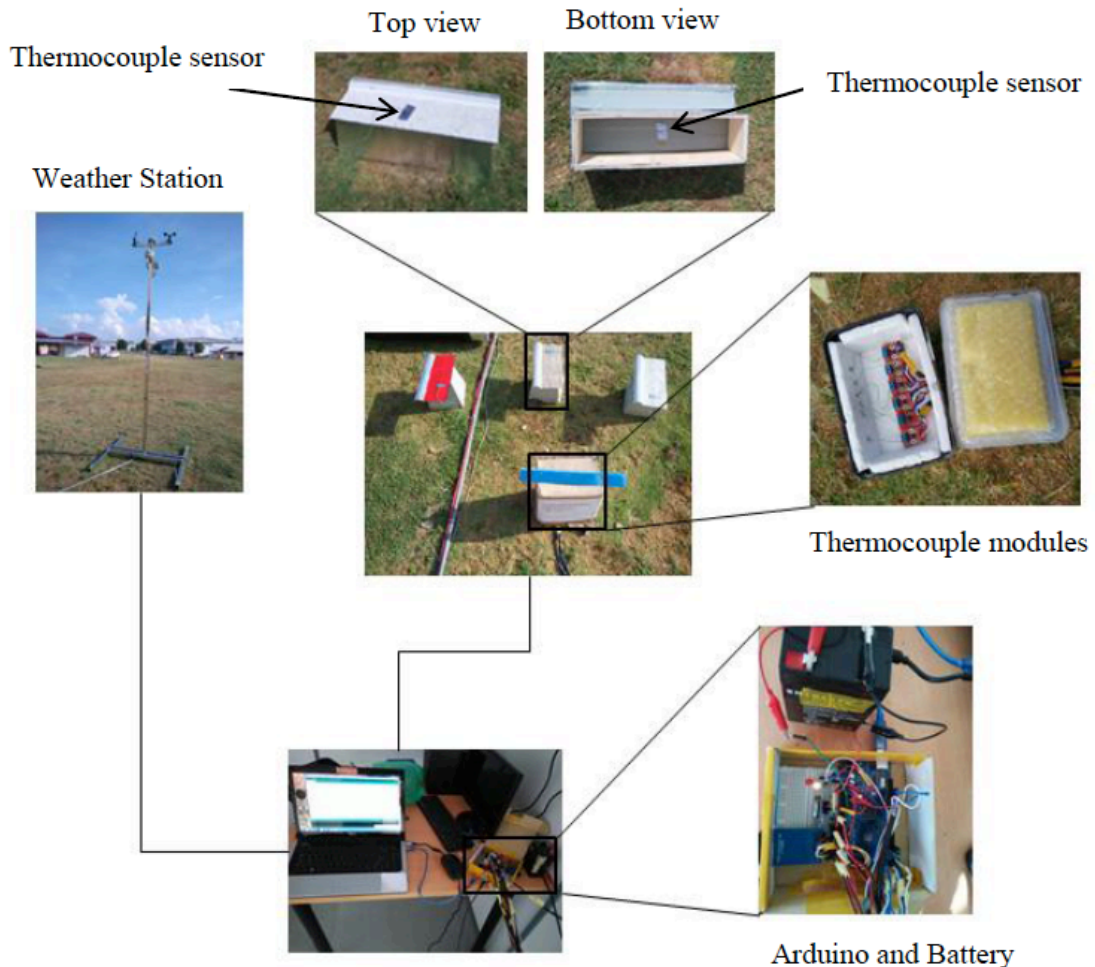 Top view
Bottom view
Thermocouple sensor
Thermocouple sensor
Weather Station
Thermocouple modules
Arduino and Battery